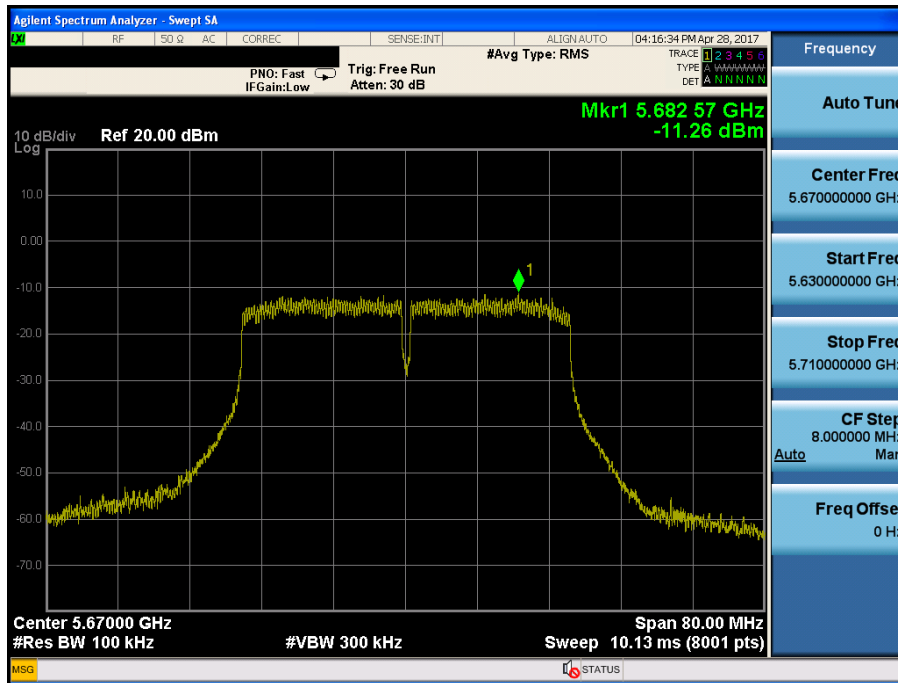 Agilent Spectrum Analyzer - Swept SA
LXI RF 50 Ω AC CORREC SENSE:INT ALIGN AUTO 04:16:34 PM Apr 28, 2017
#Avg Type: RMS
TRACE 1 2 3 4 5 6
TYPE A WWWWW
DET A N N N N N
PNO: Fast
IFGain:Low
Trig: Free Run
Atten: 30 dB
Mkr1 5.682 57 GHz
-11.26 dBm
10 dB/div
Log
Ref 20.00 dBm
10.0
0.00
-10.0
-20.0
-30.0
-40.0
-50.0
-60.0
-70.0
1
Center 5.67000 GHz
Span 80.00 MHz
#Res BW 100 kHz
#VBW 300 kHz
Sweep 10.13 ms (8001 pts)
MSG
STATUS
Frequency
Auto Tune
Center Freq
5.670000000 GHz
Start Freq
5.630000000 GHz
Stop Freq
5.710000000 GHz
CF Step
8.000000 MHz
Auto Man
Freq Offset
0 Hz